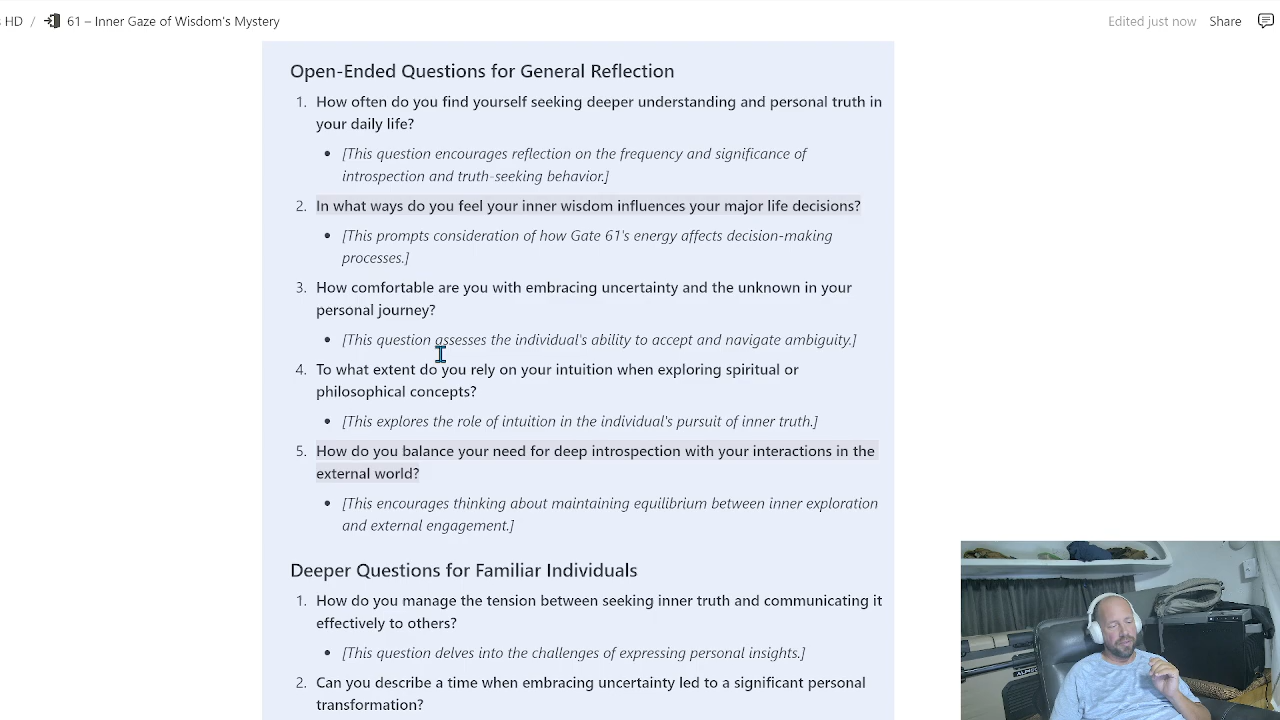 s HD / 61 – Inner Gaze of Wisdom's Mystery
Edited just now Share
Open-Ended Questions for General Reflection
1. How often do you find yourself seeking deeper understanding and personal truth in
your daily life?
• [This question encourages reflection on the frequency and significance of
introspection and truth-seeking behavior.]
2. In what ways do you feel your inner wisdom influences your major life decisions?
• [This prompts consideration of how Gate 61's energy affects decision-making
processes.]
3. How comfortable are you with embracing uncertainty and the unknown in your
personal journey?
• [This question assesses the individual's ability to accept and navigate ambiguity.]
4. To what extent do you rely on your intuition when exploring spiritual or
philosophical concepts?
• [This explores the role of intuition in the individual's pursuit of inner truth.]
5. How do you balance your need for deep introspection with your interactions in the
external world?
• [This encourages thinking about maintaining equilibrium between inner exploration
and external engagement.]
Deeper Questions for Familiar Individuals
1. How do you manage the tension between seeking inner truth and communicating it
effectively to others?
• [This question delves into the challenges of expressing personal insights.]
2. Can you describe a time when embracing uncertainty led to a significant personal
transformation?